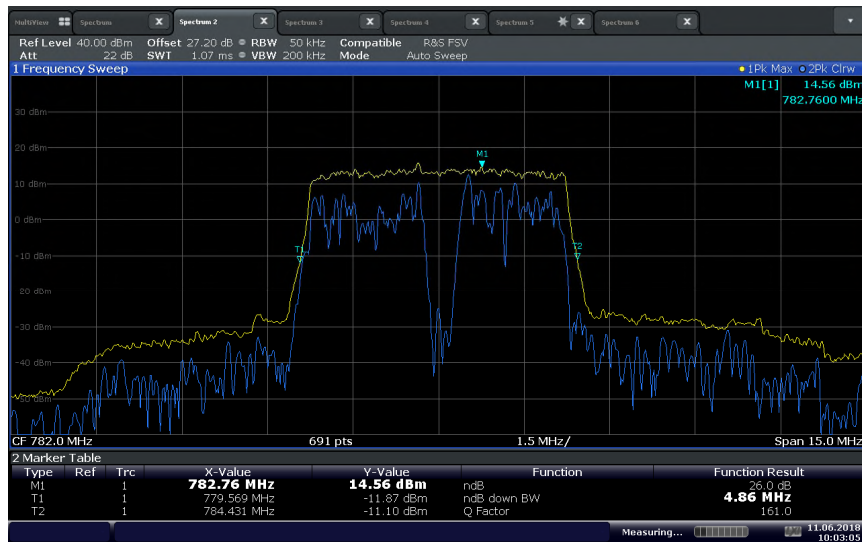 MultiView Spectrum X Spectrum 2 X Spectrum 3 X Spectrum 4 X Spectrum 5 X Spectrum 6 X
Ref Level 40.00 dBm Offset 27.20 dB RBW 50 kHz Compatible R&S FSV
Att 22 dB SWT 1.07 ms VBW 200 kHz Mode Auto Sweep
1 Frequency Sweep 1Pk Max 2Pk Clrw
M1[1] 14.56 dBm
782.7600 MHz
30 dBm
20 dBm
M1
10 dBm
0 dBm
T1 T2
-10 dBm
-20 dBm
-30 dBm
-40 dBm
-50 dBm
CF 782.0 MHz 691 pts 1.5 MHz/ Span 15.0 MHz
2 Marker Table
Type Ref Trc X-Value Y-Value Function Function Result
M1 1 782.76 MHz 14.56 dBm ndB 26.0 dB
T1 1 779.569 MHz -11.87 dBm ndB down BW 4.86 MHz
T2 1 784.431 MHz -11.10 dBm Q Factor 161.0
Measuring... 11.06.2018
10:03:05